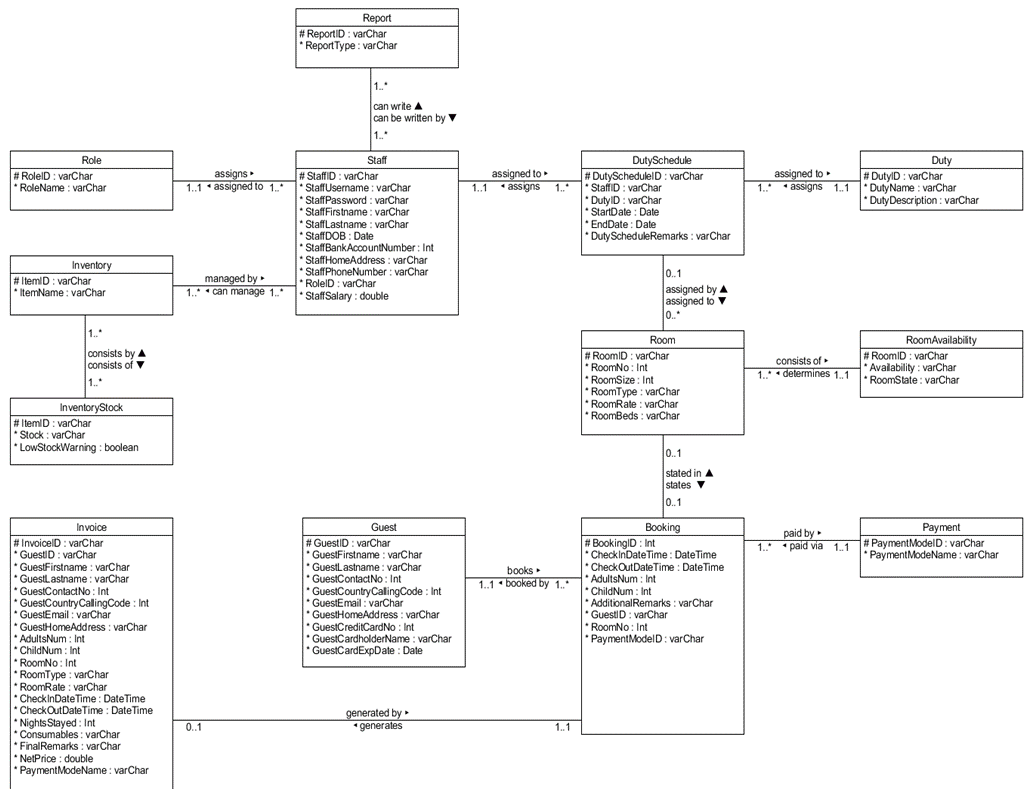 Report
# ReportID : varChar
* ReportType : varChar
1..*
can write ▲
can be written by ▼
1..*
Role
# RoleID : varChar
* RoleName : varChar
assigns ►
1..1 ◄ assigned to 1..*
Staff
# StaffID : varChar
* StaffUsername : varChar
* StaffPassword : varChar
* StaffFirstname : varChar
* StaffLastname : varChar
* StaffDOB : Date
* StaffBankAccountNumber : Int
* StaffHomeAddress : varChar
* StaffPhoneNumber : varChar
* RoleID : varChar
* StaffSalary : double
assigned to ►
1..1 ◄ assigns 1..*
DutySchedule
# DutyScheduleID : varChar
* StaffID : varChar
* DutyID : varChar
* StartDate : Date
* EndDate : Date
* DutyScheduleRemarks : varChar
assigned to ►
1..* ◄ assigns 1..1
Duty
# DutyID : varChar
* DutyName : varChar
* DutyDescription : varChar
Inventory
# ItemID : varChar
* ItemName : varChar
managed by ►
1..* ◄ can manage 1..*
1..*
consists by ▲
consists of ▼
1..*
InventoryStock
# ItemID : varChar
* Stock : varChar
* LowStockWarning : boolean
0..1
assigned by ▲
assigned to ▼
0..*
Room
# RoomID : varChar
* RoomNo : Int
* RoomSize : Int
* RoomType : varChar
* RoomRate : varChar
* RoomBeds : varChar
consists of ►
1..* ◄ determines 1..1
RoomAvailability
# RoomID : varChar
* Availability : varChar
* RoomState : varChar
0..1
stated in ▲
states ▼
0..1
Invoice
# InvoiceID : varChar
* GuestID : varChar
* GuestFirstname : varChar
* GuestLastname : varChar
* GuestContactNo : Int
* GuestCountryCallingCode : Int
* GuestEmail : varChar
* GuestHomeAddress : varChar
* AdultsNum : Int
* ChildNum : Int
* RoomNo : Int
* RoomType : varChar
* RoomRate : varChar
* CheckInDateTime : DateTime
* CheckOutDateTime : DateTime
* NightsStayed : Int
* Consumables : varChar
* FinalRemarks : varChar
* NetPrice : double
* PaymentModeName : varChar
Guest
# GuestID : varChar
* GuestFirstname : varChar
* GuestLastname : varChar
* GuestContactNo : Int
* GuestCountryCallingCode : Int
* GuestEmail : varChar
* GuestHomeAddress : varChar
* GuestCreditCardNo : Int
* GuestCardholderName : varChar
* GuestCardExpDate : Date
books ►
1..1 ◄ booked by 1..*
Booking
# BookingID : Int
* CheckInDateTime : DateTime
* CheckOutDateTime : DateTime
* AdultsNum : Int
* ChildNum : Int
* AdditionalRemarks : varChar
* GuestID : varChar
* RoomNo : Int
* PaymentModeID : varChar
paid by ►
1..* ◄ paid via 1..1
Payment
# PaymentModeID : varChar
* PaymentModeName : varChar
generated by ►
0..1 ◄ generates 1..1